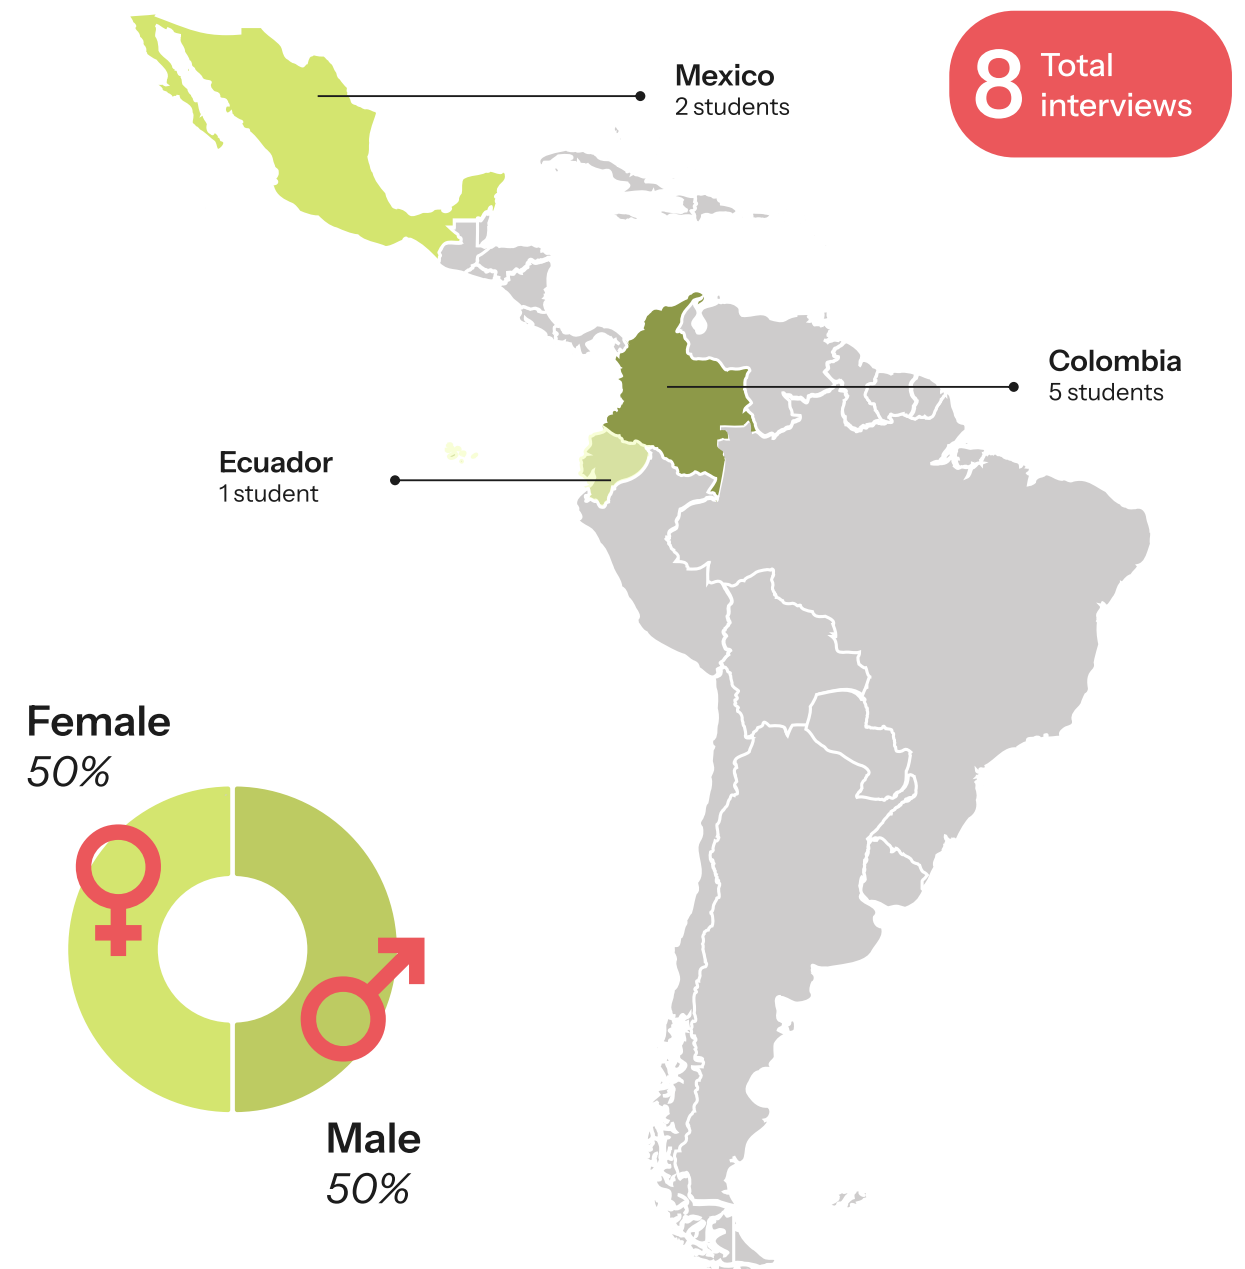 Mexico
2 students
8
Total
interviews
Colombia
5 students
Ecuador
1 student
Female
50%
Male
50%